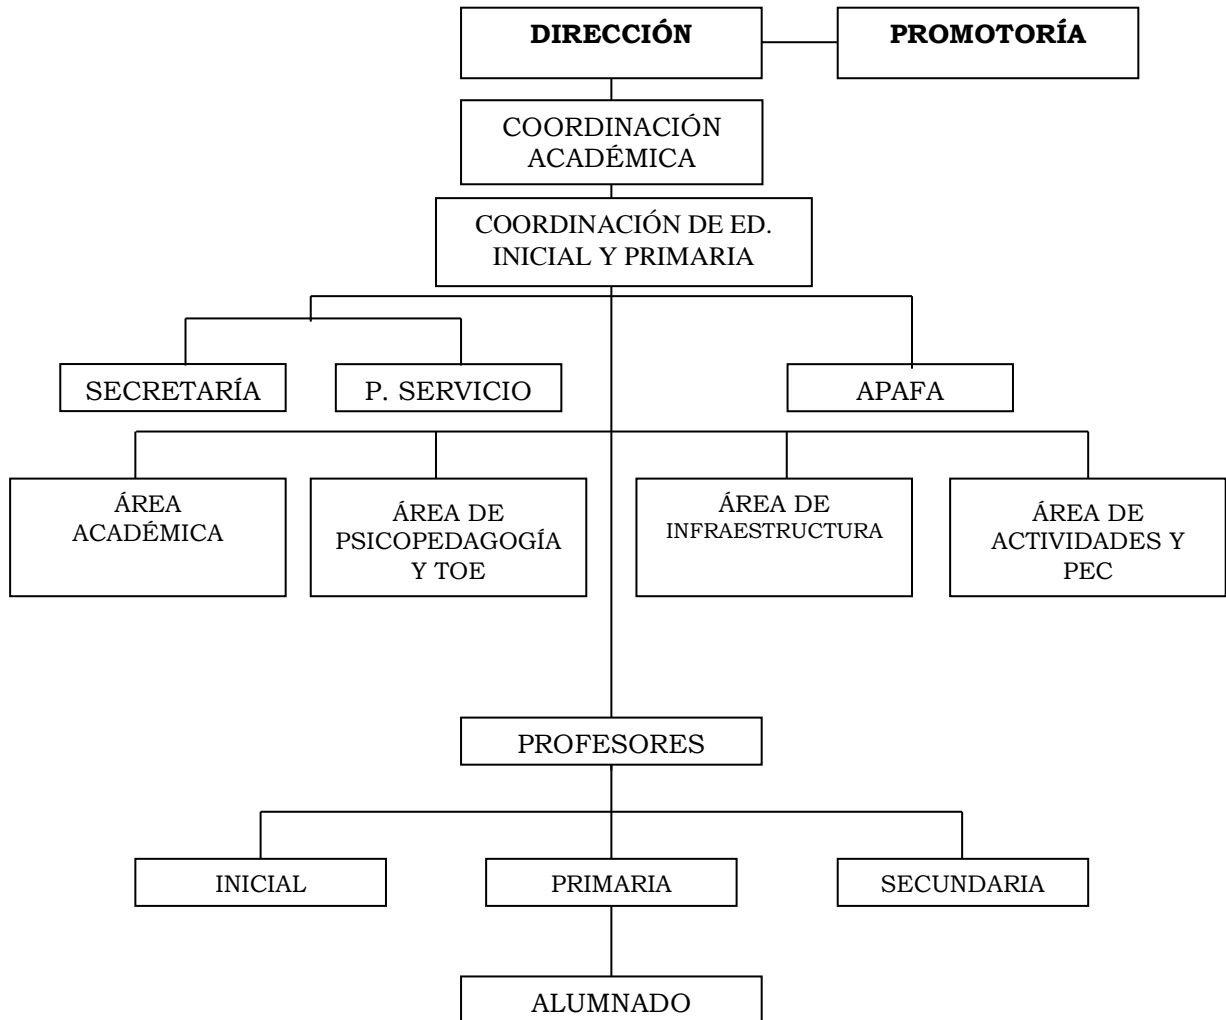 DIRECCIÓN
PROMOTORÍA
COORDINACIÓN
ACADÉMICA
COORDINACIÓN DE ED.
INICIAL Y PRIMARIA
SECRETARÍA
P. SERVICIO
APAFA
ÁREA
ACADÉMICA
ÁREA DE
PSICOPEDAGOGÍA
Y TOE
ÁREA DE
INFRAESTRUCTURA
ÁREA DE
ACTIVIDADES Y
PEC
PROFESORES
INICIAL
PRIMARIA
SECUNDARIA
ALUMNADO